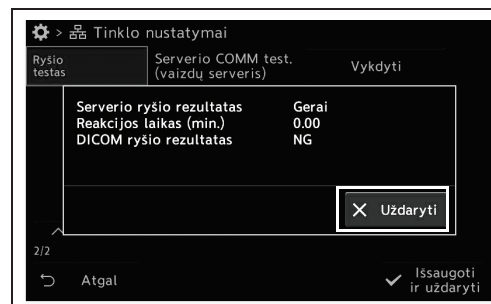 > Tinklo nustatymai
Ryšio
testas
Serverio COMM test.
(vaizdų serveris)
Vykdyti
Serverio ryšio rezultatas Gerai
Reakcijos laikas (min.) 0.00
DICOM ryšio rezultatas NG
Uždaryti
2/2
Atgal
Išsaugoti
ir uždaryti